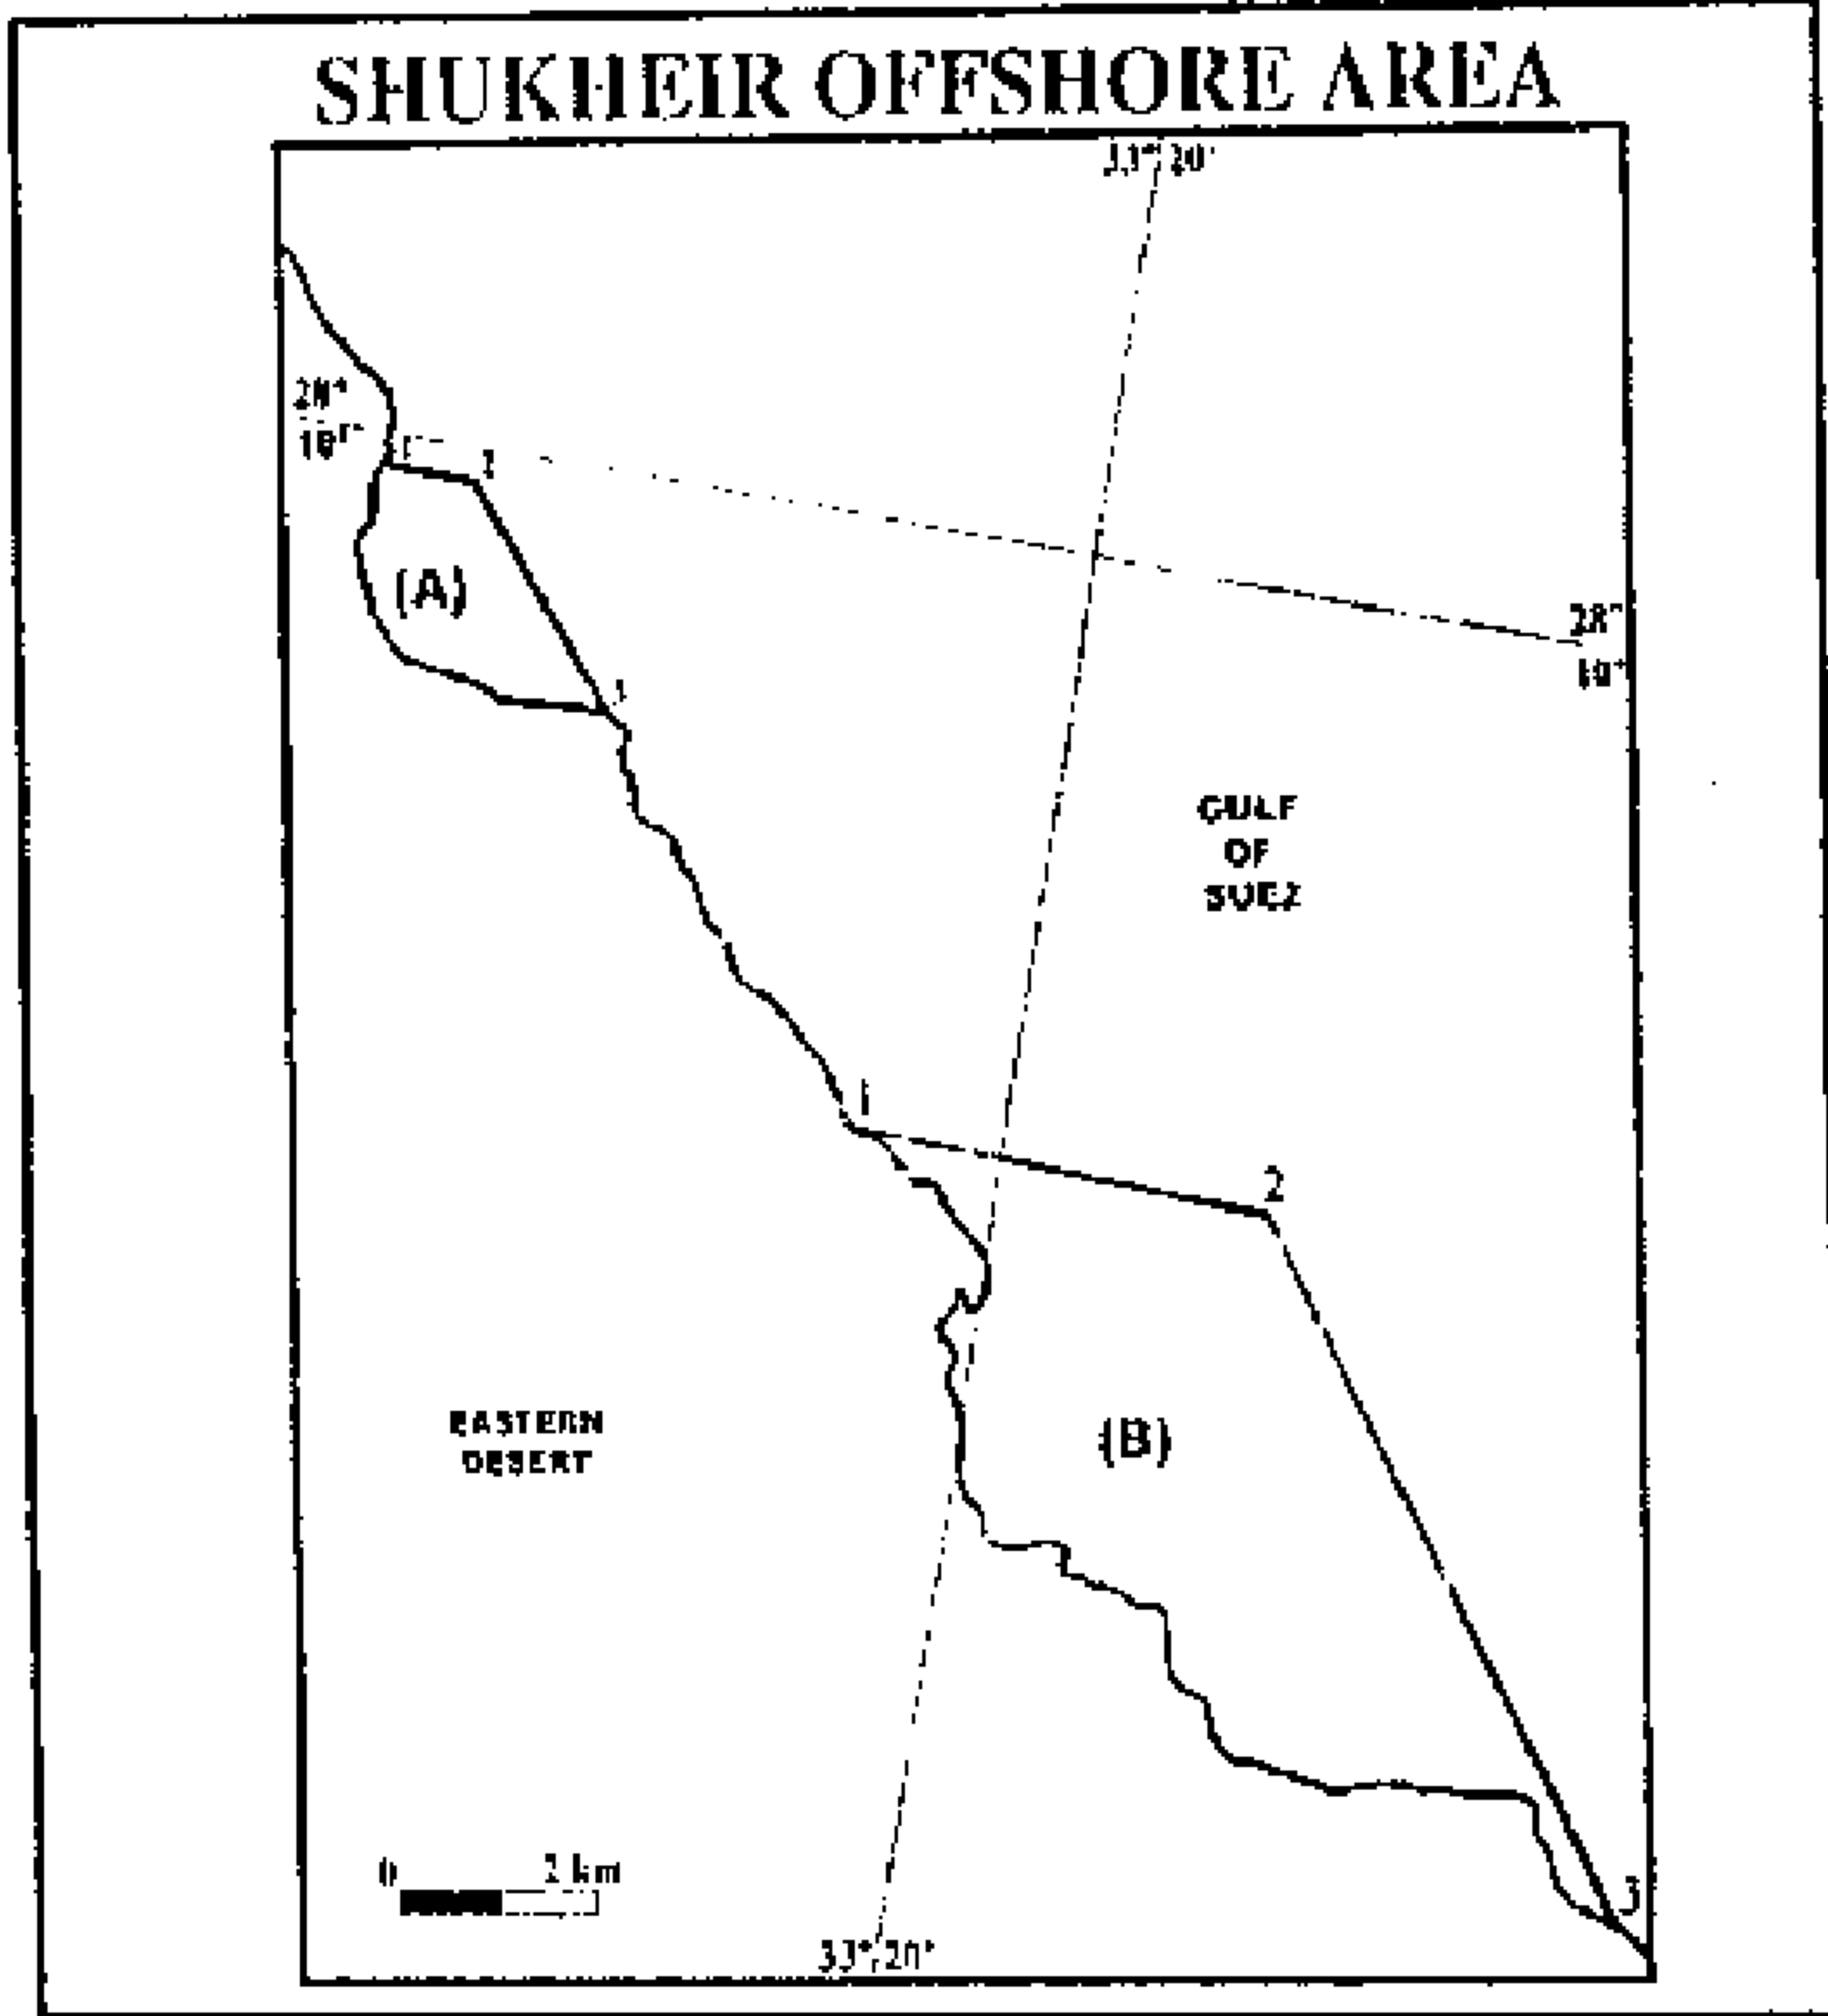 SHUKHEIR OFFSHORE AREA
(A)
GULF
OF
SUEZ
1
2
EASTERN
DESERT
(B)
0 2 km
3
33° 20'